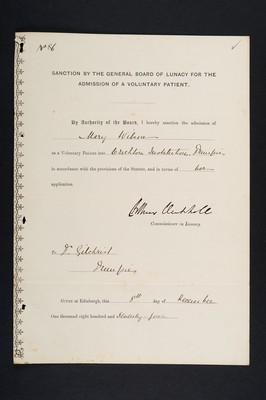 No 6
SANCTION BY THE GENERAL BOARD OF LUNACY FOR THE
ADMISSION OF A VOLUNTARY PATIENT.
By Authority of the Board, I hereby sanction the admission of
Mary Wilson
as a Voluntary Patient into Crichton Institution, Dumfries
in accordance with the provisions of the Statute, and in terms of her
application.
Commissioner in Lunacy.
To Dr Gilchrist
Dumfries
Given at Edinburgh, this 8th day of December
One thousand eight hundred and Seventy four